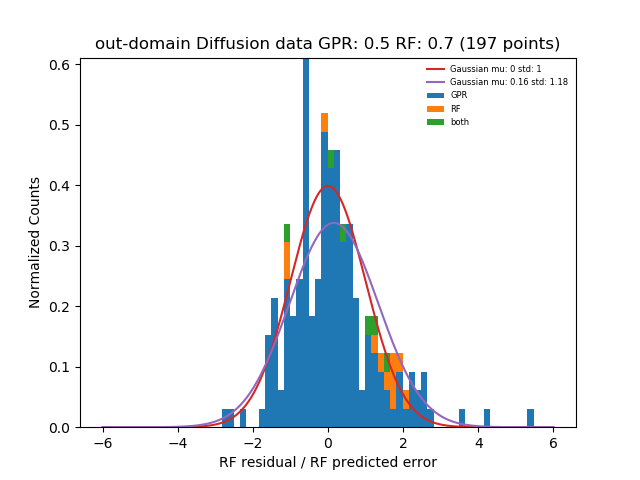 out-domain Diffusion data GPR: 0.5 RF: 0.7 (197 points)
Gaussian mu: 0 std: 1
Gaussian mu: 0.16 std: 1.18
GPR
RF
both
Normalized Counts
0.6
0.5
0.4
0.3
0.2
0.1
0.0
−6 −4 −2 0 2 4 6
RF residual / RF predicted error